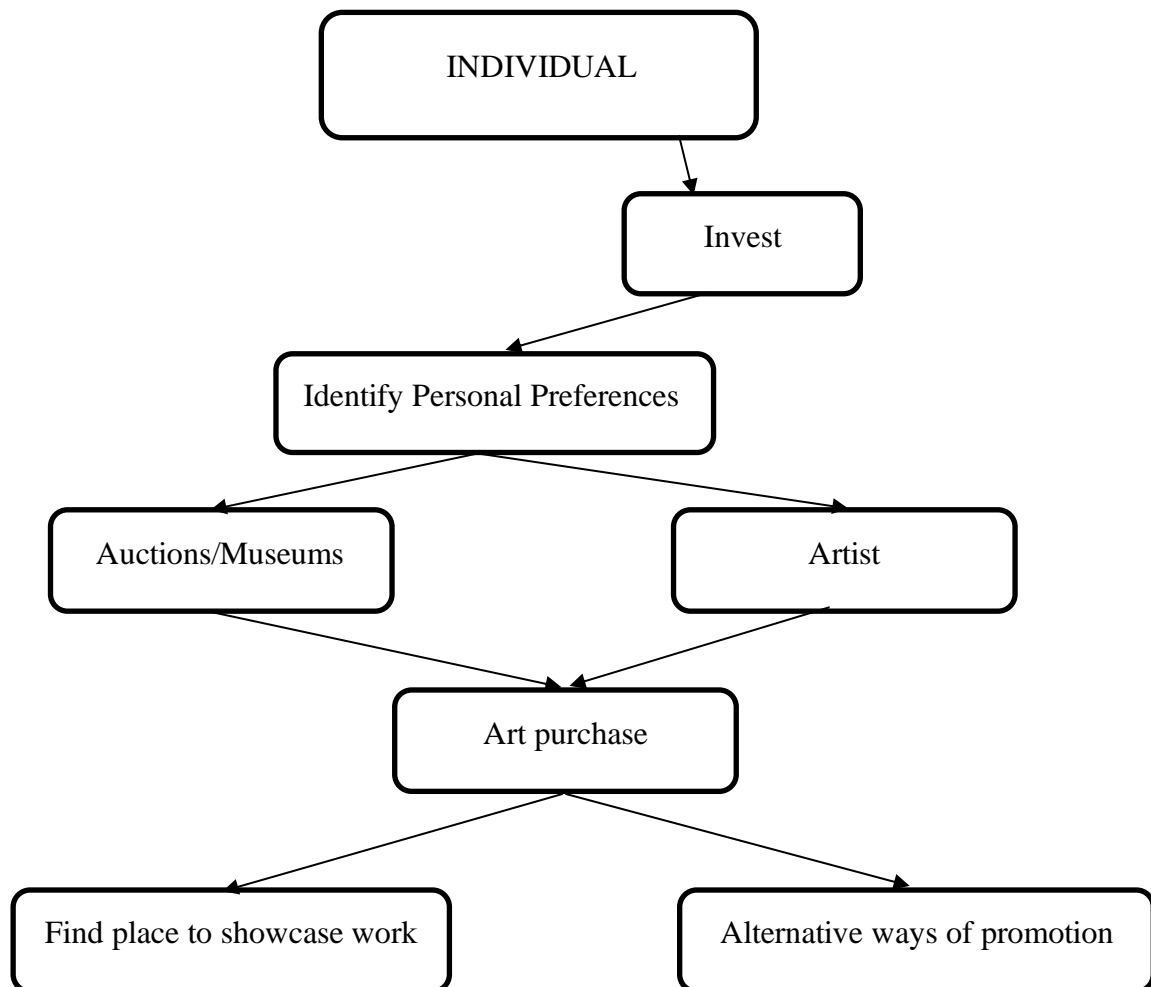 INDIVIDUAL
Invest
Identify Personal Preferences
Auctions/Museums
Artist
Art purchase
Find place to showcase work
Alternative ways of promotion